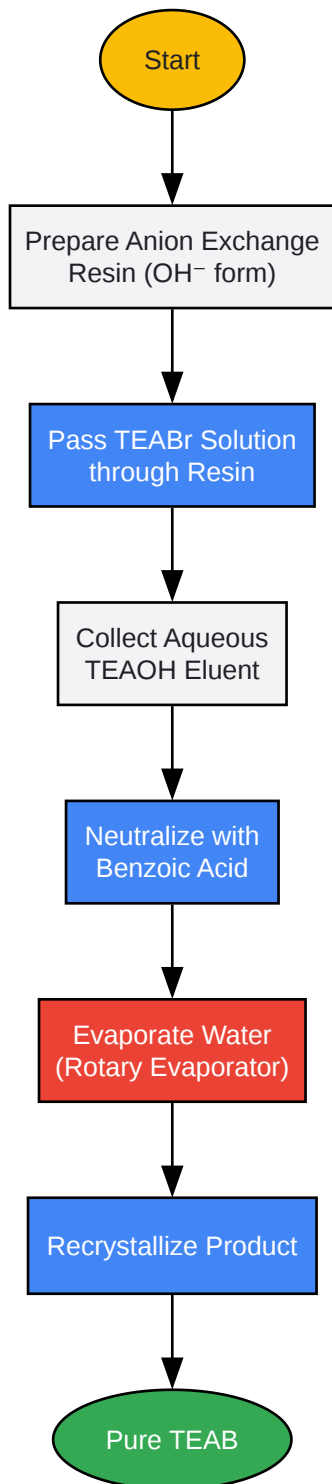 Start
Prepare Anion Exchange
Resin (OH⁻ form)
Pass TEABr Solution
through Resin
Collect Aqueous
TEAOH Eluent
Neutralize with
Benzoic Acid
Evaporate Water
(Rotary Evaporator)
Recrystallize Product
Pure TEAB